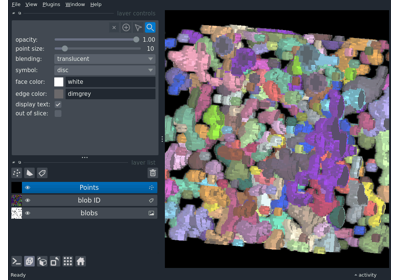 File View Plugins Window Help
layer controls
opacity: 1.00
point size: 10
blending: translucent
symbol: disc
face color: white
edge color: dimgrey
display text:
out of slice:
layer list
Points
blob ID
blobs
Ready
activity